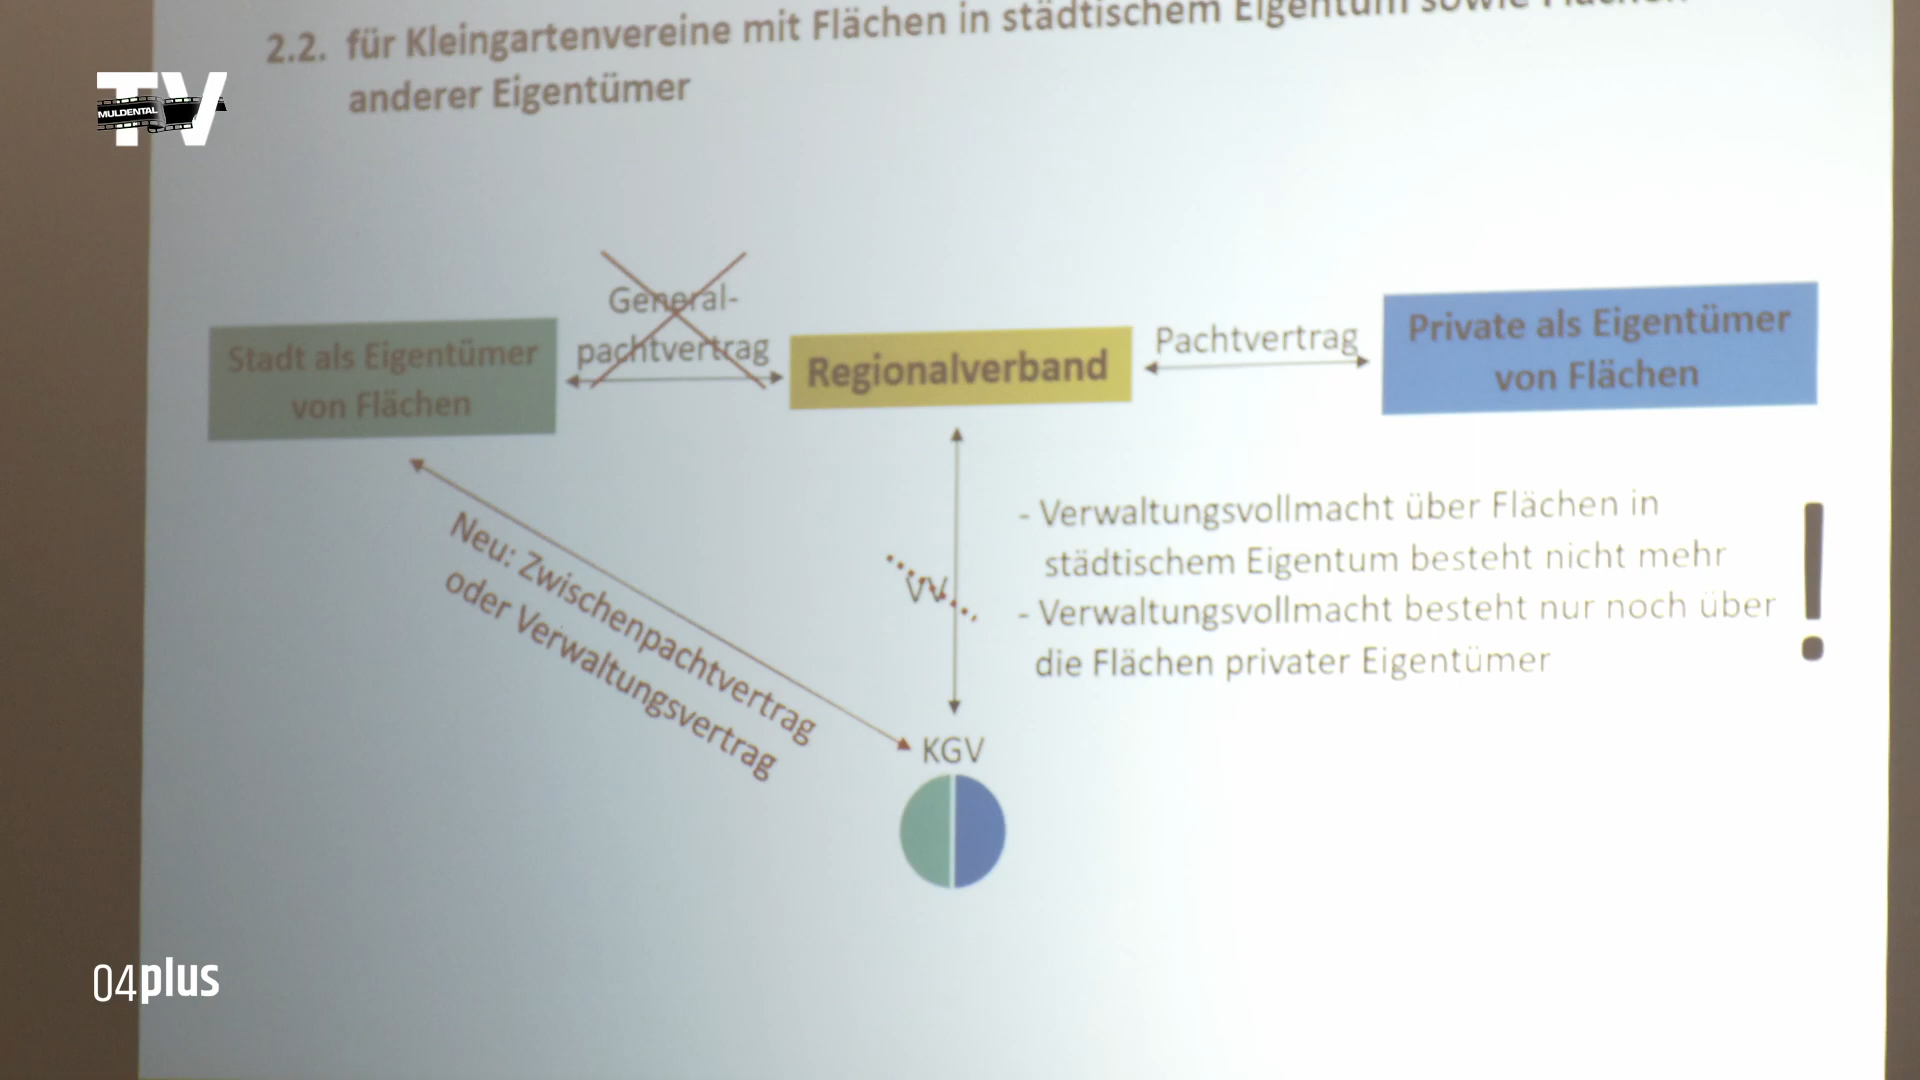 2.2. für Kleingartenvereine mit Flächen in städtischem Eigentum sowie Flächen
anderer Eigentümer
TV
MULDENTAL
General-
pachtvertrag
Stadt als Eigentümer
von Flächen
Regionalverband
Pachtvertrag
Private als Eigentümer
von Flächen
Neu: Zwischenpachtvertrag
oder Verwaltungsvertrag
VV
- Verwaltungsvollmacht über Flächen in
städtischem Eigentum besteht nicht mehr
- Verwaltungsvollmacht besteht nur noch über
die Flächen privater Eigentümer
!
KGV
04plus